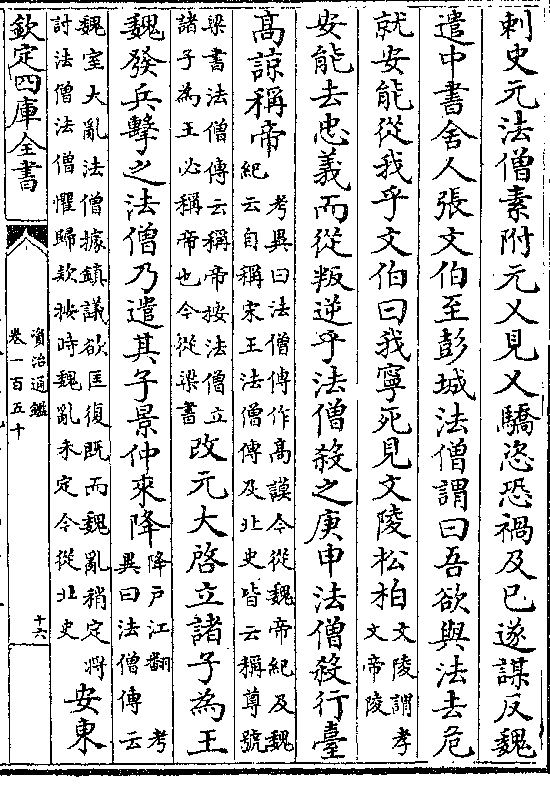 刺史元法僧素附元乂見乂驕恣恐禍及已遂謀反魏
遣中書舍人張文伯至彭城法僧謂曰吾欲與法去危
就安能從我乎文伯曰我寧死見文陵松柏文陵謂孝文帝陵
安能去忠義而從叛逆乎法僧殺之庚申法僧殺行臺
高諒稱帝考異曰法僧傳作高謨今從魏帝紀及魏紀云自稱宋王法僧傳及北史皆云稱尊號
梁書法僧傳云稱帝按法僧立諸子為王必稱帝也今從梁書改元大啓立諸子為王
魏發兵擊之法僧乃遣其子景仲來降降戶江翻考異曰法僧傳云
魏室大亂法僧據鎮議欲匡復既而魏亂稍定將討法僧法僧懼歸欵按時魏亂未定今從北史安東
欽定四庫全書
資治通鑑
卷一百五十
十六